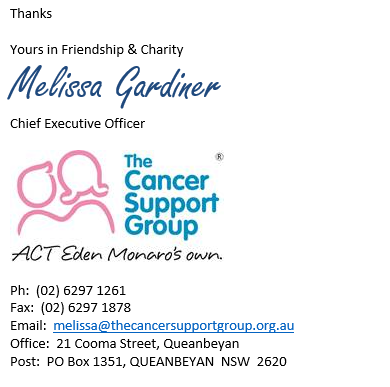 Thanks
Yours in Friendship & Charity
Melissa Gardiner
Chief Executive Officer
The
Cancer
Support
Group
®
ACT Eden Monaro's own.
Ph: (02) 6297 1261
Fax: (02) 6297 1878
Email: melissa@thecancersupportgroup.org.au
Office: 21 Cooma Street, Queanbeyan
Post: PO Box 1351, QUEANBEYAN NSW 2620